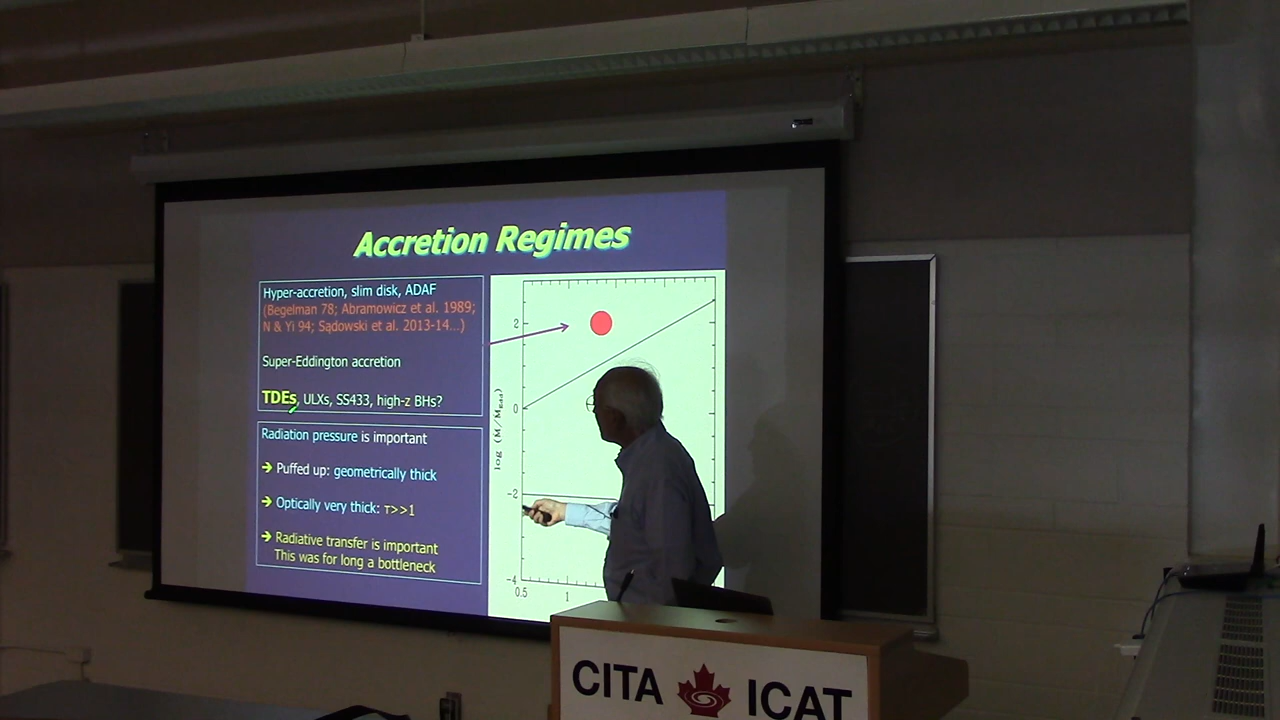 Accretion Regimes
Hyper-accretion, slim disk, ADAF
(Begelman 78; Abramowicz et al. 1989;
N & Yi 94; Sądowski et al. 2013-14...)
Super-Eddington accretion
TDEs, ULXs, SS433, high-z BHs?
Radiation pressure is important
➔ Puffed up: geometrically thick
➔ Optically very thick: τ>>1
➔ Radiative transfer is important
This was for long a bottleneck
log (Ṁ/Ṁ_Edd)
2
0
-2
-4
0.5
1
CITA ICAT